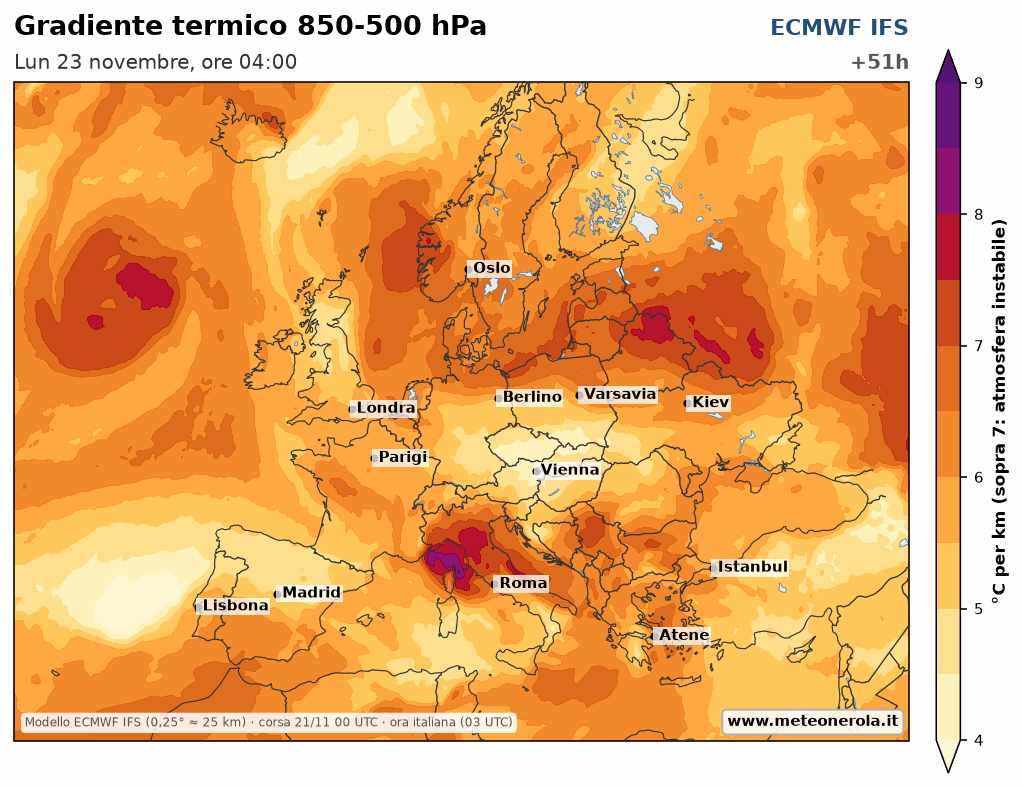 Gradiente termico 850-500 hPa
ECMWF IFS
Lun 23 novembre, ore 04:00
+51h
9
8
7
6
5
4
°C per km (sopra 7: atmosfera instabile)
Oslo
Berlino
Varsavia
Kiev
Londra
Parigi
Vienna
Istanbul
Roma
Madrid
Lisbona
Atene
Modello ECMWF IFS (0,25° ≈ 25 km) · corsa 21/11 00 UTC · ora italiana (03 UTC)
www.meteonerola.it